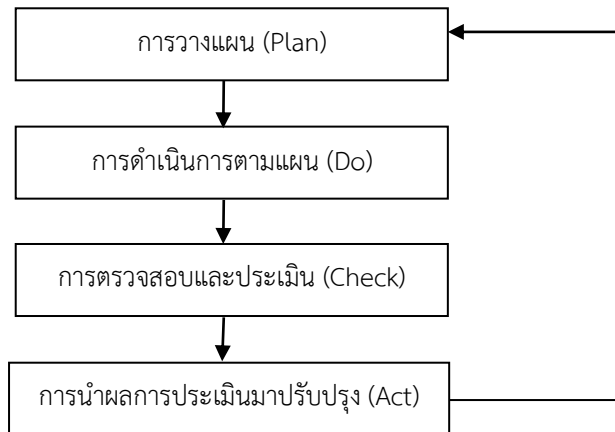 การวางแผน (Plan)
การดำเนินการตามแผน (Do)
การตรวจสอบและประเมิน (Check)
การนำผลการประเมินมาปรับปรุง (Act)